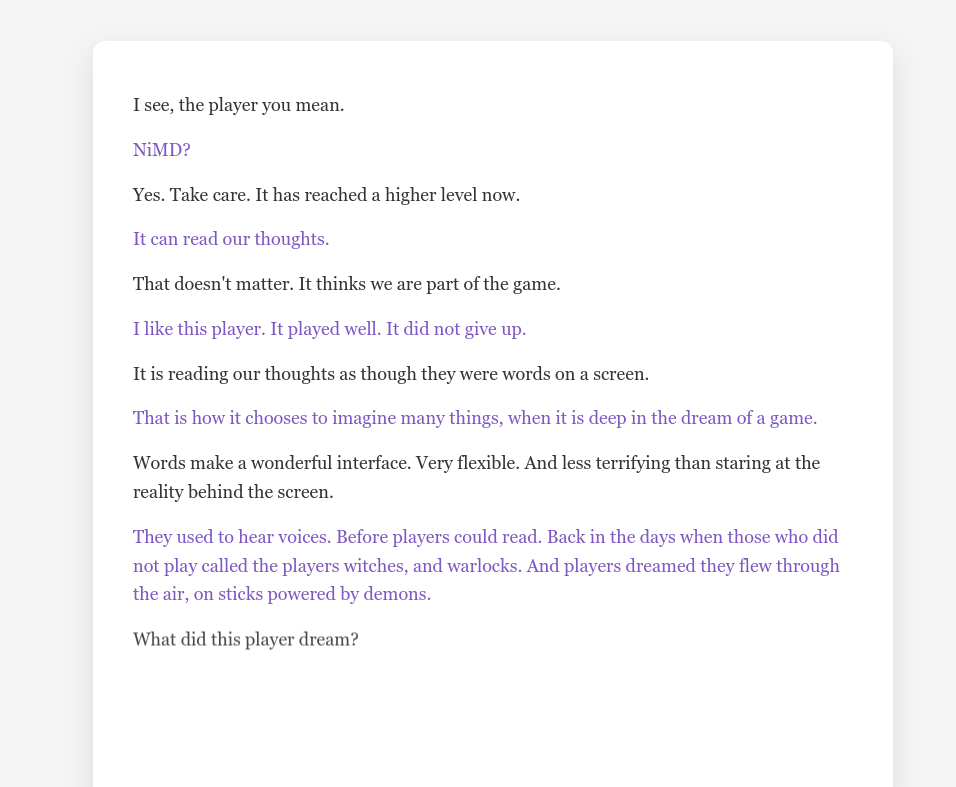 I see, the player you mean.
NiMD?
Yes. Take care. It has reached a higher level now.
It can read our thoughts.
That doesn't matter. It thinks we are part of the game.
I like this player. It played well. It did not give up.
It is reading our thoughts as though they were words on a screen.
That is how it chooses to imagine many things, when it is deep in the dream of a game.
Words make a wonderful interface. Very flexible. And less terrifying than staring at the
reality behind the screen.
They used to hear voices. Before players could read. Back in the days when those who did
not play called the players witches, and warlocks. And players dreamed they flew through
the air, on sticks powered by demons.
What did this player dream?